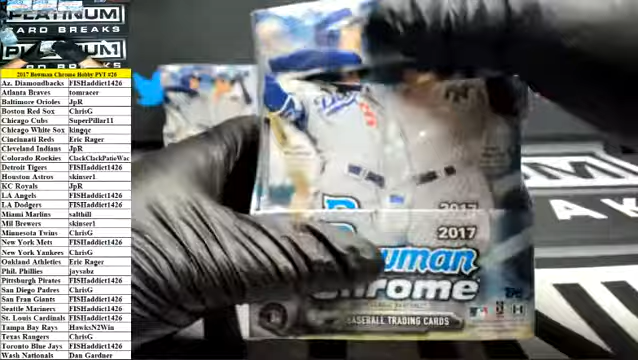 PLATINUM
CARD BREAKS
PLATINUM
2017 Bowman Chrome Hobby PYT #26
Az. Diamondbacks FISHaddict1426
Atlanta Braves tomracer
Baltimore Orioles JpR
Boston Red Sox ChrisG
Chicago Cubs SuperPillar11
Chicago White Sox kingqc
Cincinnati Reds Eric Rager
Cleveland Indians JpR
Colorado Rockies ClackClackPatieWac
Detroit Tigers FISHaddict1426
Houston Astros skinser1
KC Royals JpR
LA Angels FISHaddict1426
LA Dodgers FISHaddict1426
Miami Marlins salthill
Mil Brewers skinser1
Minnesota Twins ChrisG
New York Mets FISHaddict1426
New York Yankees ChrisG
Oakland Athletics Eric Rager
Phil. Phillies jaysabz
Pittsburgh Pirates FISHaddict1426
San Diego Padres ChrisG
San Fran Giants FISHaddict1426
Seattle Mariners FISHaddict1426
St. Louis Cardinals FISHaddict1426
Tampa Bay Rays HawksN2Win
Texas Rangers ChrisG
Toronto Blue Jays FISHaddict1426
Wash Nationals Dan Gardner
2017
2017
Bowman
Chrome
BASEBALL TRADING CARDS